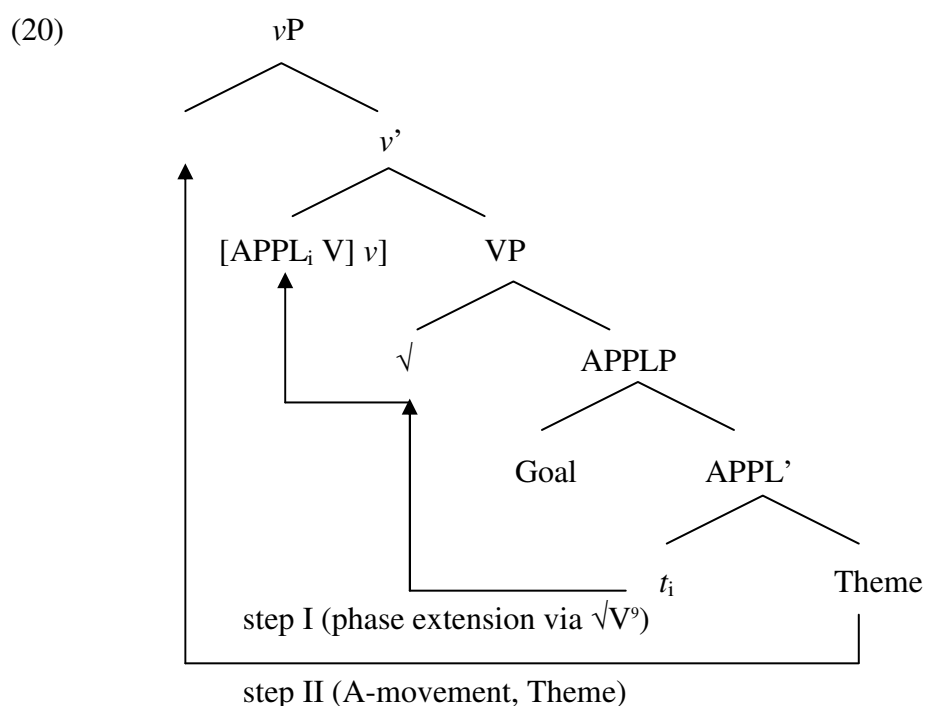 (20) vP
v’
[APPLᵢ V] v] VP
√ APPLP
Goal APPL’
tᵢ Theme
step I (phase extension via √V⁹)
step II (A-movement, Theme)